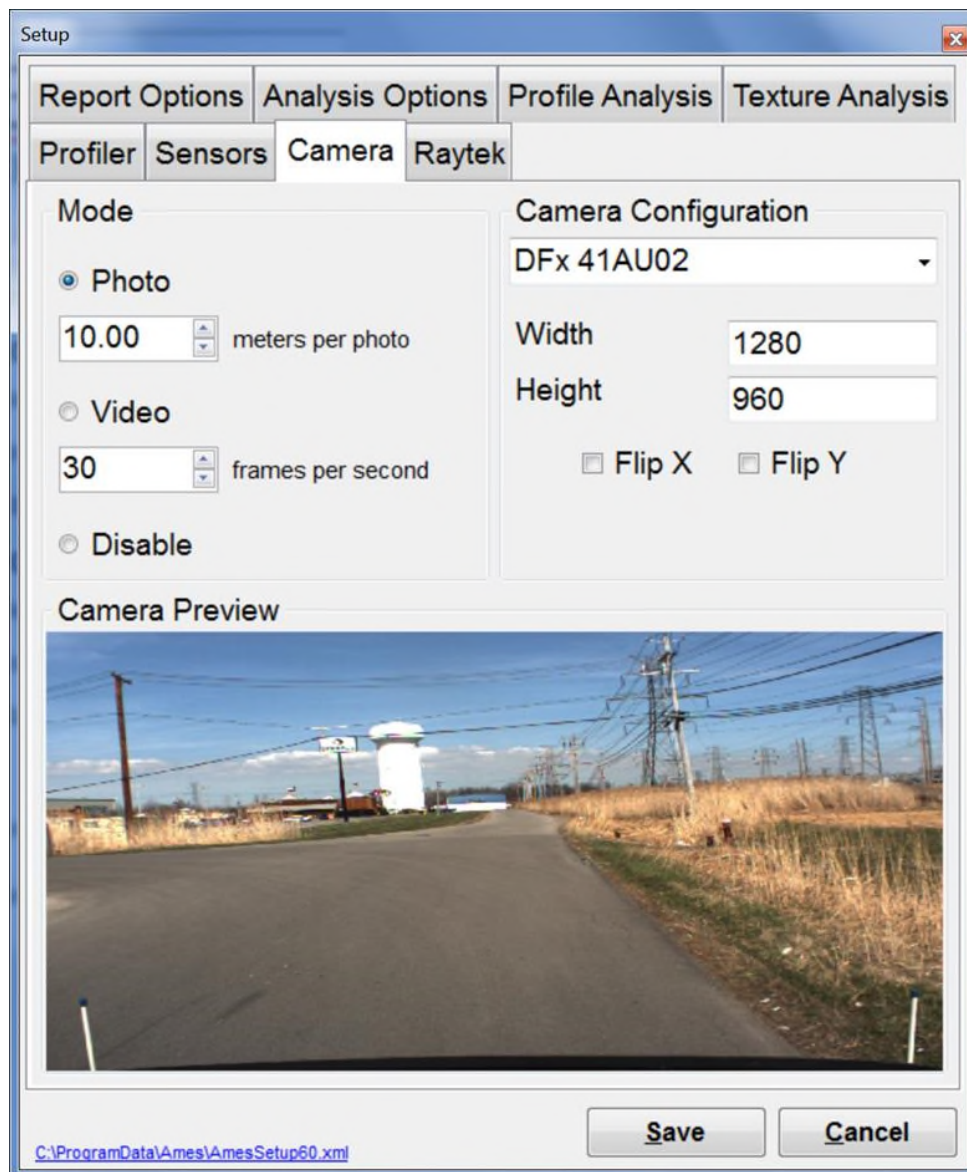 Setup
Report Options Analysis Options Profile Analysis Texture Analysis
Profiler Sensors Camera Raytek
Mode
Photo
10.00 meters per photo
Video
30 frames per second
Disable
Camera Configuration
DFx 41AU02
Width 1280
Height 960
Flip X Flip Y
Camera Preview
C:\ProgramData\Ames\AmesSetup60.xml
Save Cancel